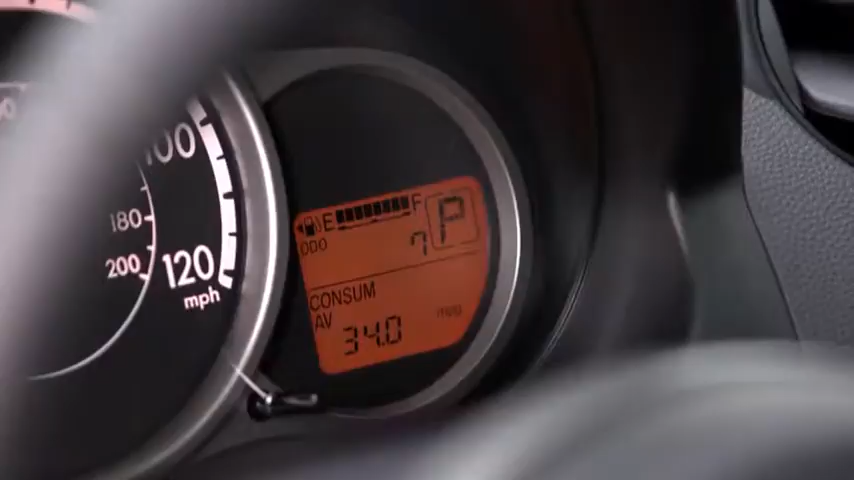 100
180
200
120
mph
E F
P
ODO
7
CONSUM
AV
34.0
mpg